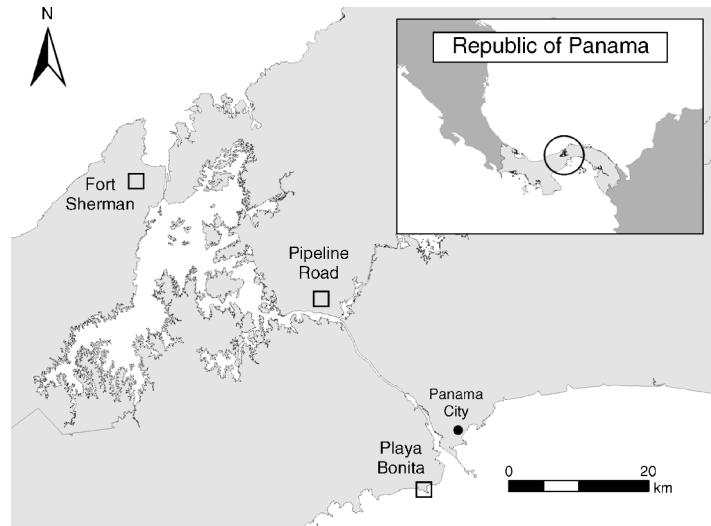 N
Republic of Panama
Fort
Sherman
Pipeline
Road
Panama
City
Playa
Bonita
0 20
km